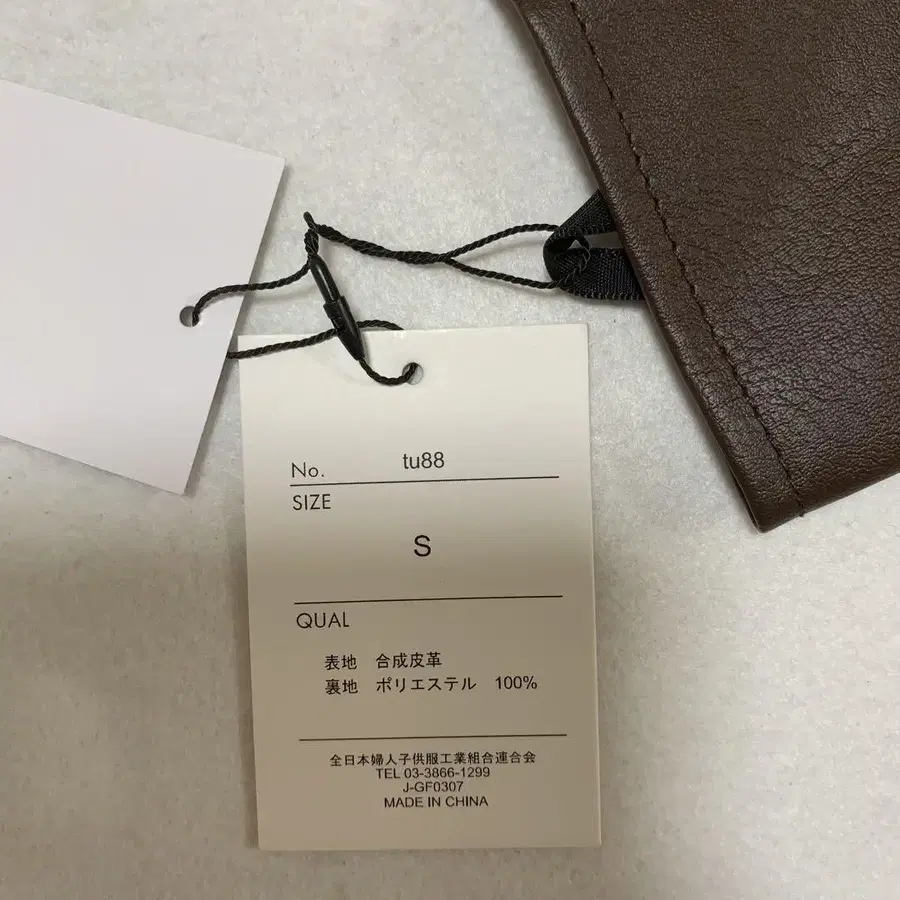 No. tu88
SIZE
S
QUAL
表地 合成皮革
裏地 ポリエステル 100%
全日本婦人子供服工業組合連合会
TEL 03-3866-1299
J-GF0307
MADE IN CHINA